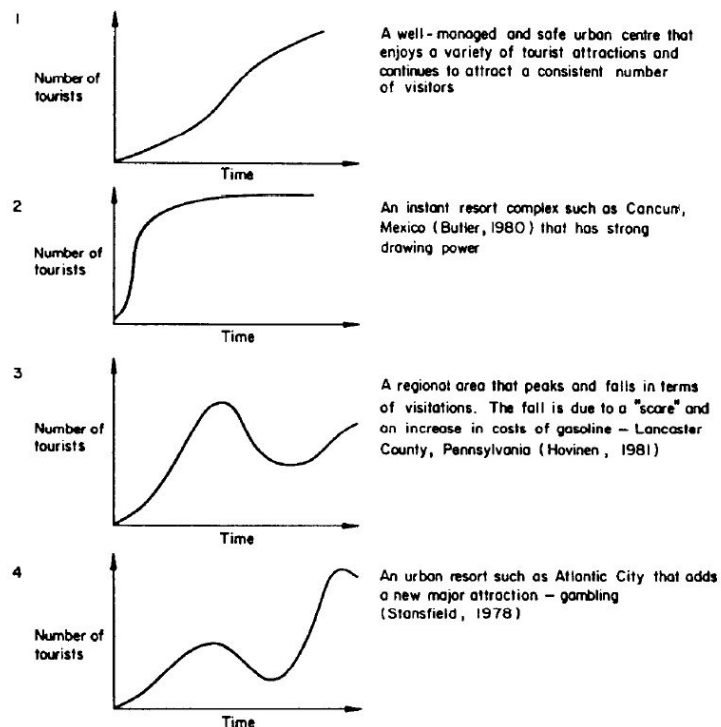 1
Number of
tourists
Time
A well-managed and safe urban centre that
enjoys a variety of tourist attractions and
continues to attract a consistent number
of visitors
2
Number of
tourists
Time
An instant resort complex such as Cancun,
Mexico (Butler, 1980) that has strong
drawing power
3
Number of
tourists
Time
A regional area that peaks and falls in terms
of visitations. The fall is due to a "scare" and
an increase in costs of gasoline – Lancaster
County, Pennsylvania (Hovinen, 1981)
4
Number of
tourists
Time
An urban resort such as Atlantic City that adds
a new major attraction – gambling
(Stansfield, 1978)